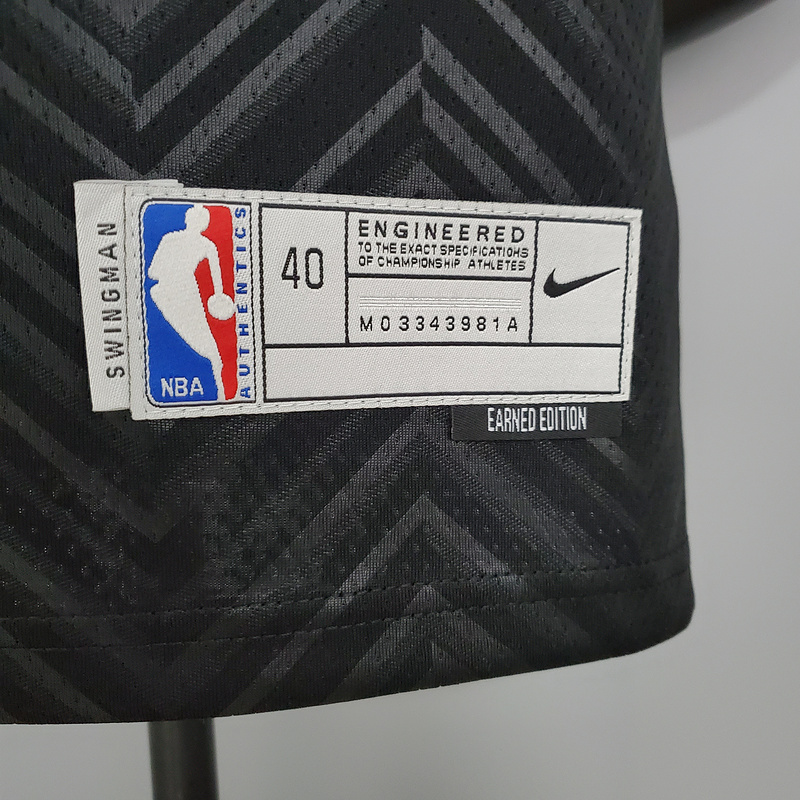 SWINGMAN
NBA
AUTHENTICS
40
ENGINEERED
TO THE EXACT SPECIFICATIONS
OF CHAMPIONSHIP ATHLETES
M03343981A
EARNED EDITION